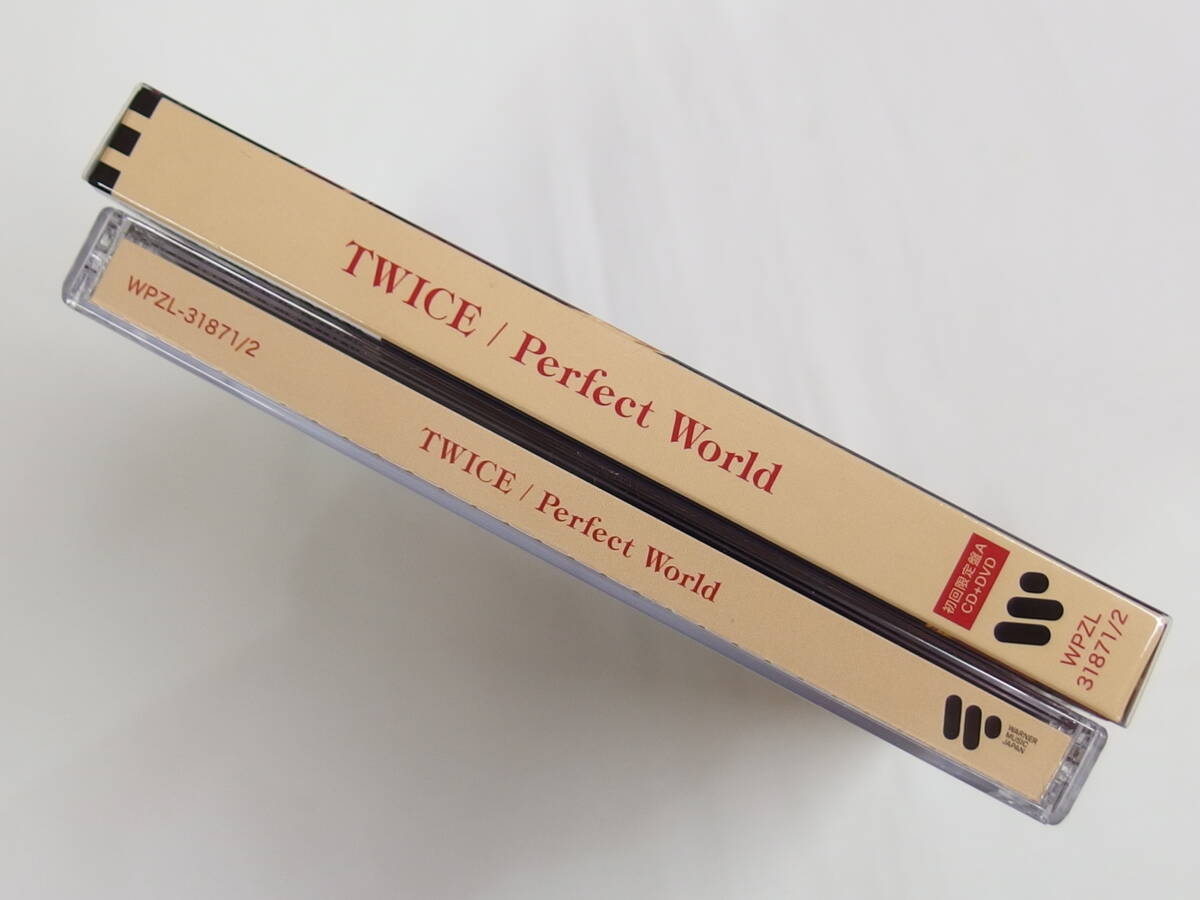 TWICE / Perfect World
初回限定盤A
CD+DVD
WPZL
31871/2
WPZL-31871/2
TWICE / Perfect World
WARNER
MUSIC
JAPAN